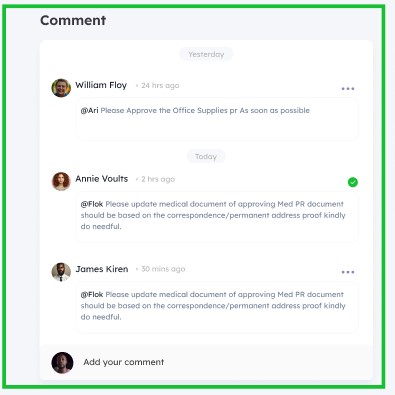 Comment
Yesterday
William Floy • 24 hrs ago
@Ari Please Approve the Office Supplies pr As soon as possible
Today
Annie Voults • 2 hrs ago
@Flok Please update medical document of approving Med PR document
should be based on the correspondence/permanent address proof kindly
do needful.
James Kiren • 30 mins ago
@Flok Please update medical document of approving Med PR document
should be based on the correspondence/permanent address proof kindly
do needful.
Add your comment